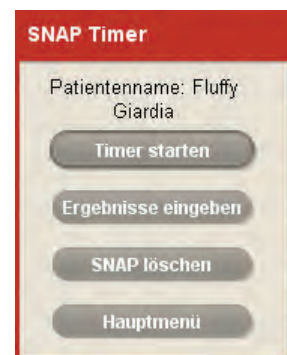 SNAP Timer
Patientenname: Fluffy
Giardia
Timer starten
Ergebnisse eingeben
SNAP löschen
Hauptmenü